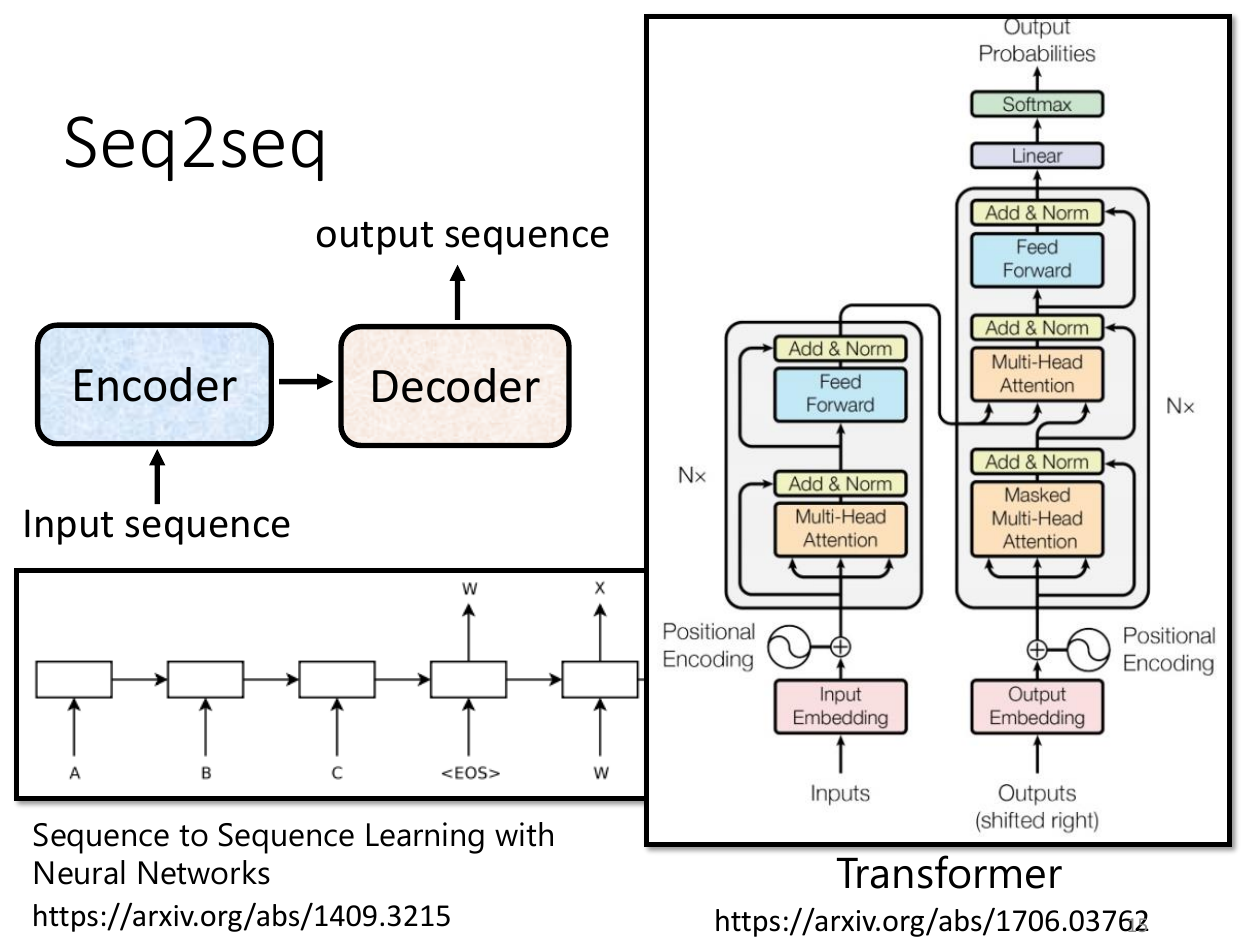 Seq2seq
output sequence
Encoder
Decoder
Input sequence
W
X
A
B
C
<EOS>
W
Sequence to Sequence Learning with
Neural Networks
https://arxiv.org/abs/1409.3215
Output
Probabilities
Softmax
Linear
Add & Norm
Feed
Forward
Add & Norm
Multi-Head
Attention
Nx
Add & Norm
Masked
Multi-Head
Attention
Add & Norm
Feed
Forward
Nx
Add & Norm
Multi-Head
Attention
Positional
Encoding
Positional
Encoding
Input
Embedding
Output
Embedding
Inputs
Outputs
(shifted right)
Transformer
https://arxiv.org/abs/1706.03762